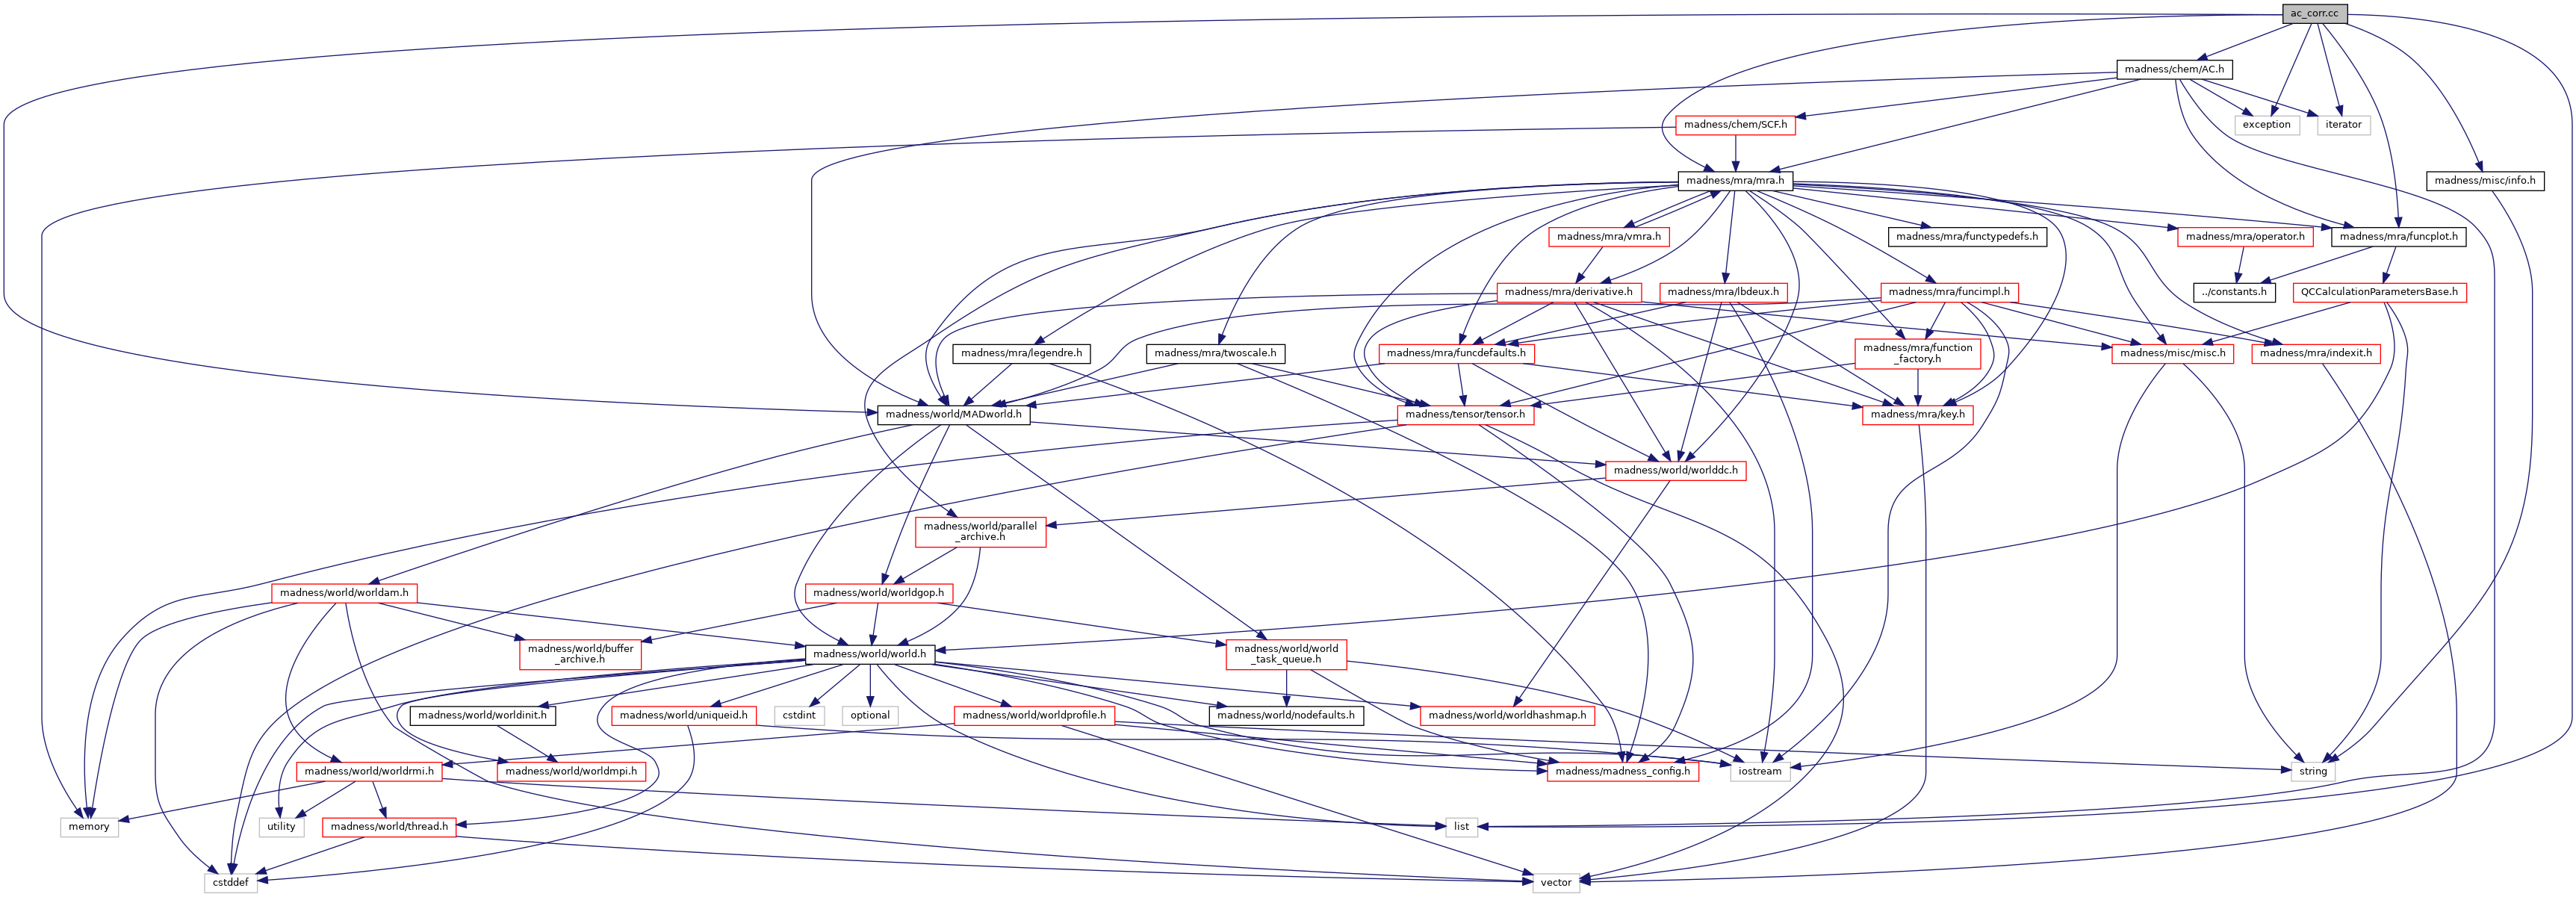 ac_corr.cc
madness/chem/AC.h
madness/chem/SCF.h
exception
iterator
madness/mra/mra.h
madness/misc/info.h
madness/mra/vmra.h
madness/mra/functypedefs.h
madness/mra/operator.h
madness/mra/funcplot.h
madness/mra/derivative.h
madness/mra/lbdeux.h
madness/mra/funcimpl.h
../constants.h
QCCalculationParametersBase.h
madness/mra/legendre.h
madness/mra/twoscale.h
madness/mra/funcdefaults.h
madness/mra/function
_factory.h
madness/misc/misc.h
madness/mra/indexit.h
madness/world/MADworld.h
madness/tensor/tensor.h
madness/mra/key.h
madness/world/worlddc.h
madness/world/parallel
_archive.h
madness/world/worldam.h
madness/world/worldgop.h
madness/world/buffer
_archive.h
madness/world/world.h
madness/world/world
_task_queue.h
madness/world/worldinit.h
madness/world/uniqueid.h
cstdint
optional
madness/world/worldprofile.h
madness/world/nodefaults.h
madness/world/worldhashmap.h
madness/world/worldrmi.h
madness/world/worldmpi.h
madness/madness_config.h
iostream
string
memory
utility
madness/world/thread.h
list
cstddef
vector